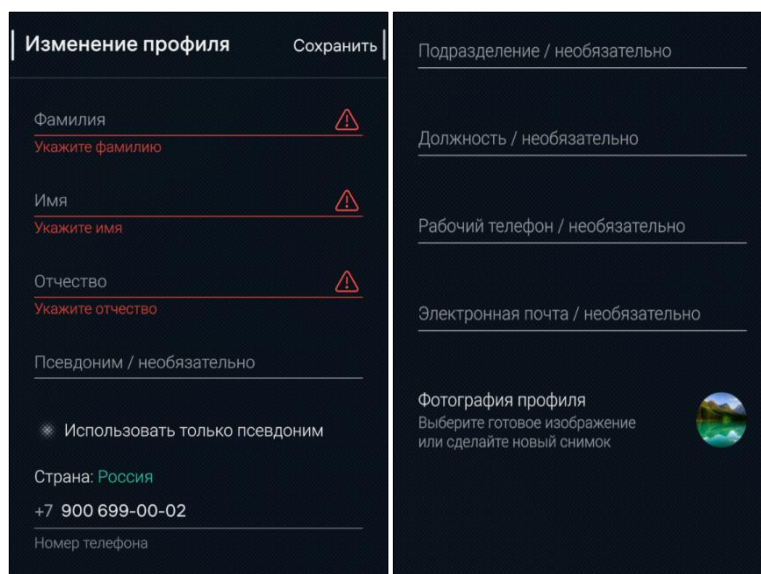 Изменение профиля
Сохранить
Фамилия
Укажите фамилию
Имя
Укажите имя
Отчество
Укажите отчество
Псевдоним / необязательно
Использовать только псевдоним
Страна: Россия
+7 900 699-00-02
Номер телефона
Подразделение / необязательно
Должность / необязательно
Рабочий телефон / необязательно
Электронная почта / необязательно
Фотография профиля
Выберите готовое изображение
или сделайте новый снимок